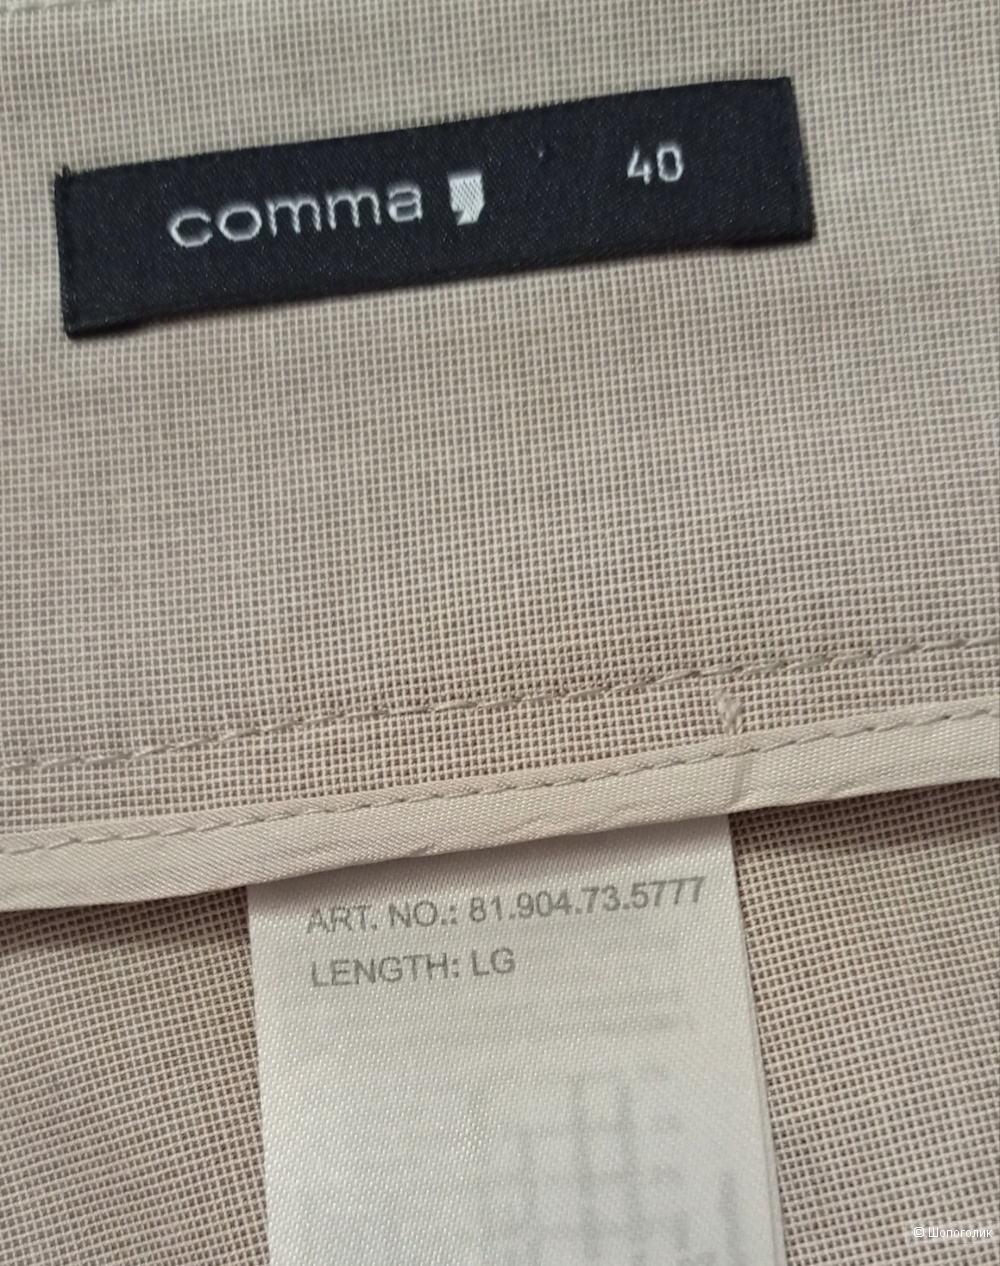 comma 40
ART. NO.: 81.904.73.5777
LENGTH: LG
© Шопоголик